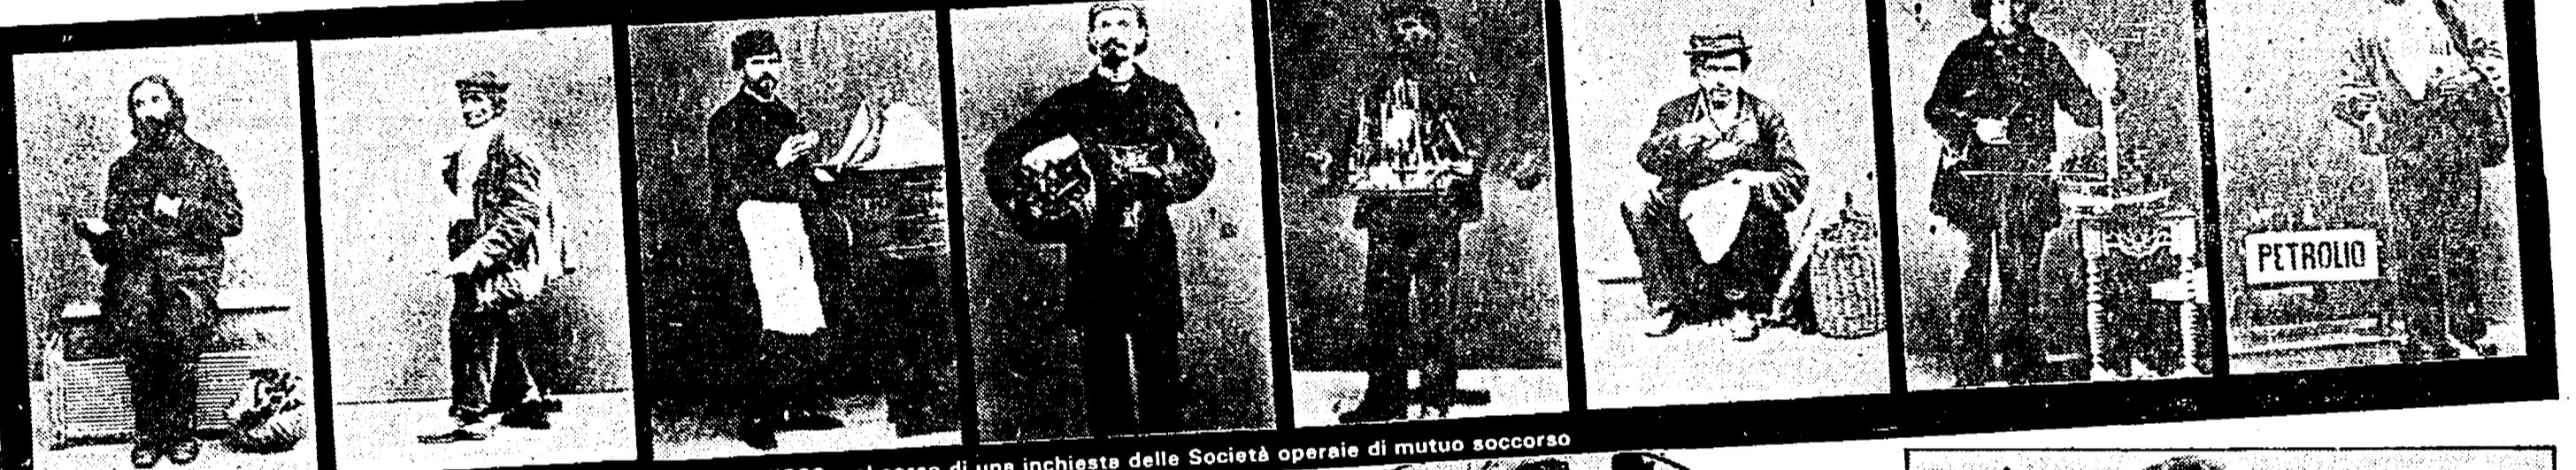 PETROLIO
di una inchiesta delle Società operaie di mutuo soccorso